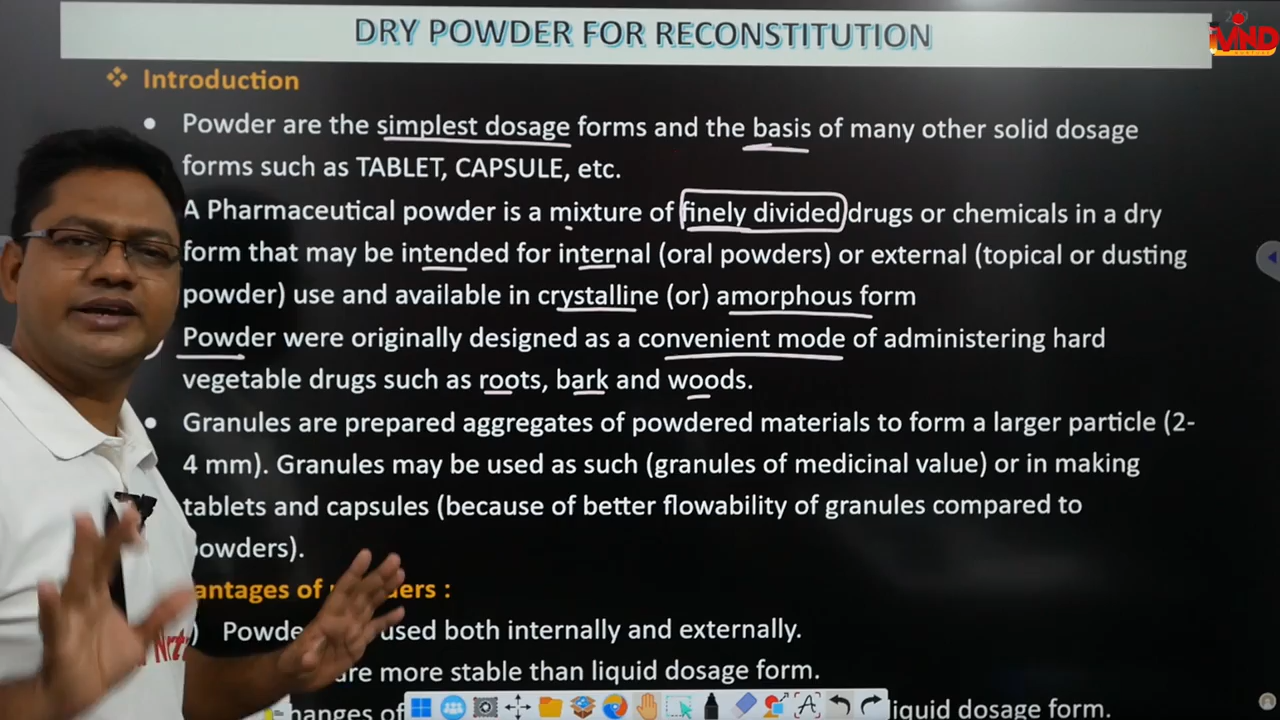 DRY POWDER FOR RECONSTITUTION
❖ Introduction
• Powder are the simplest dosage forms and the basis of many other solid dosage
forms such as TABLET, CAPSULE, etc.
A Pharmaceutical powder is a mixture of finely divided drugs or chemicals in a dry
form that may be intended for internal (oral powders) or external (topical or dusting
powder) use and available in crystalline (or) amorphous form
Powder were originally designed as a convenient mode of administering hard
vegetable drugs such as roots, bark and woods.
• Granules are prepared aggregates of powdered materials to form a larger particle (2-
4 mm). Granules may be used as such (granules of medicinal value) or in making
tablets and capsules (because of better flowability of granules compared to
powders).
antages of ders :
) Powde used both internally and externally.
are more stable than liquid dosage form.
hanges of liquid dosage form.